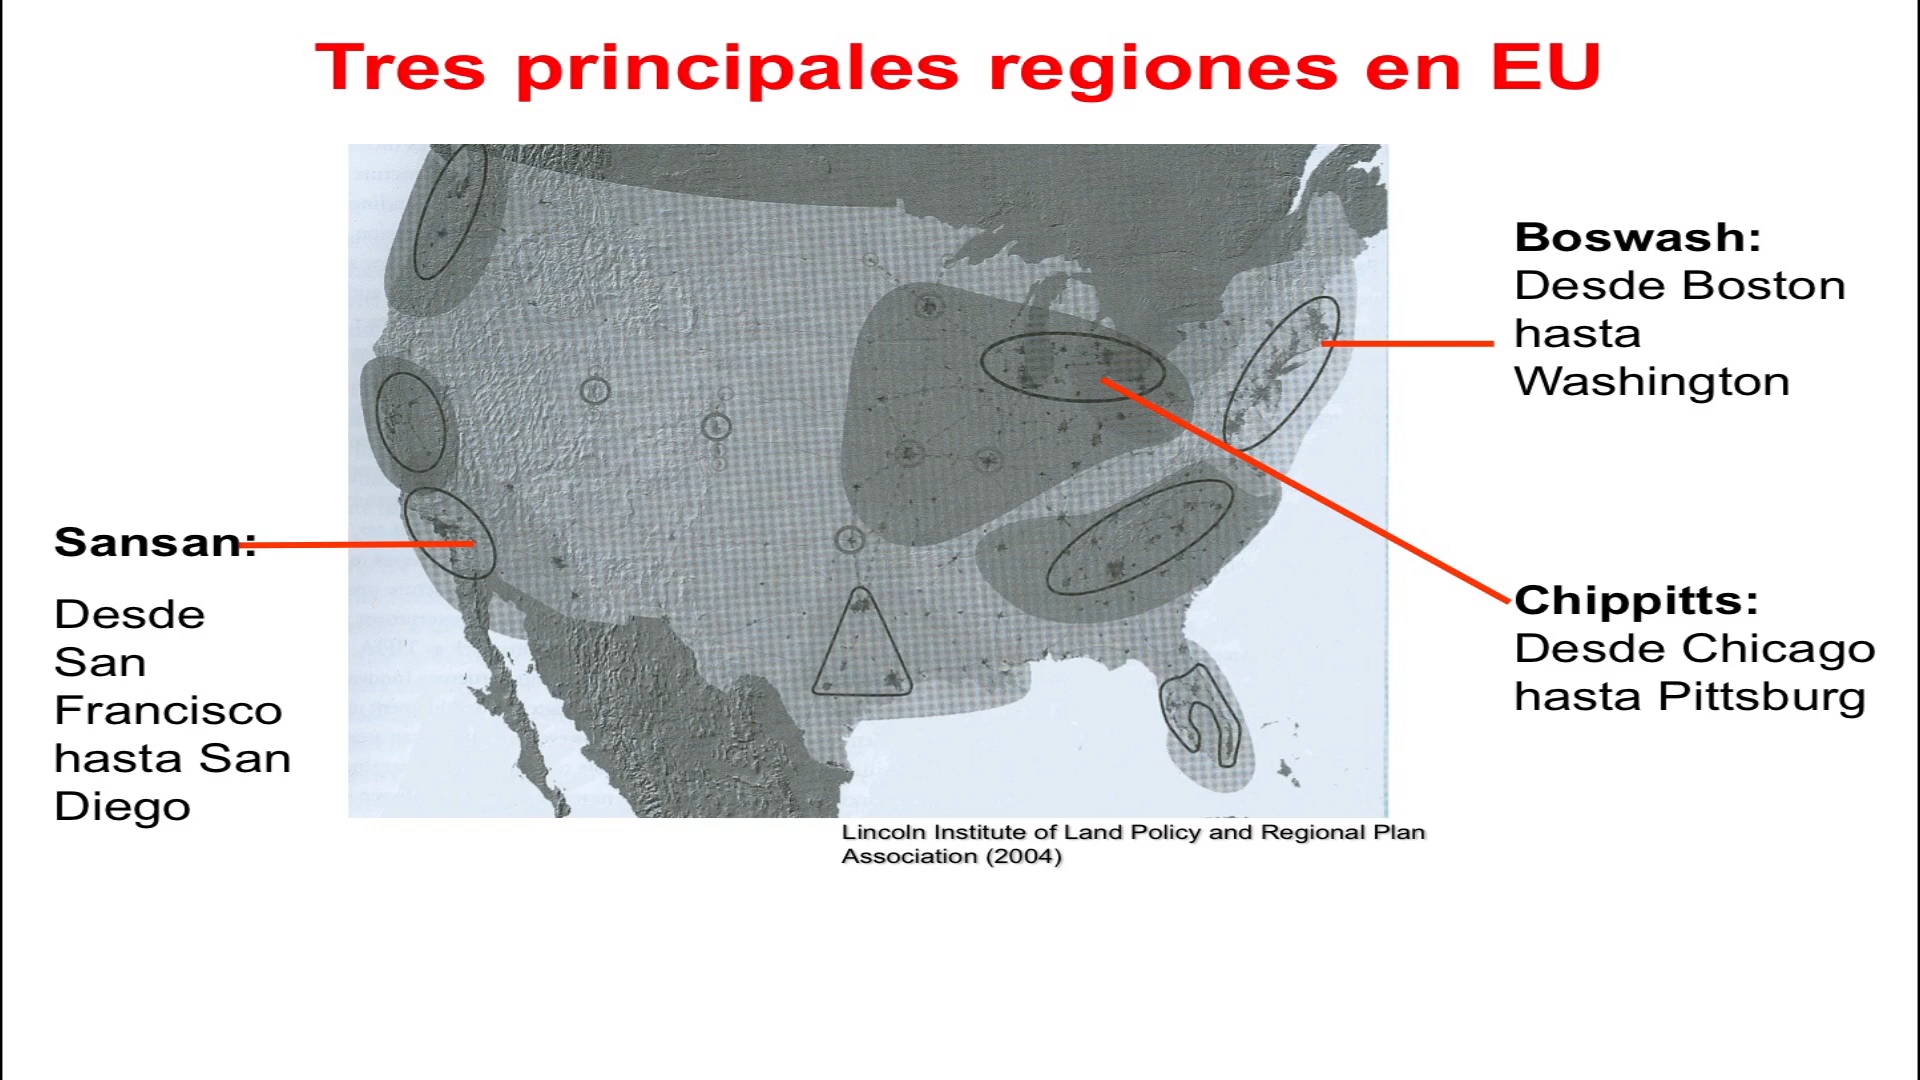 Tres principales regiones en EU
Boswash:
Desde Boston
hasta
Washington
Sansan:
Desde
San
Francisco
hasta San
Diego
Chippitts:
Desde Chicago
hasta Pittsburg
Lincoln Institute of Land Policy and Regional Plan
Association (2004)